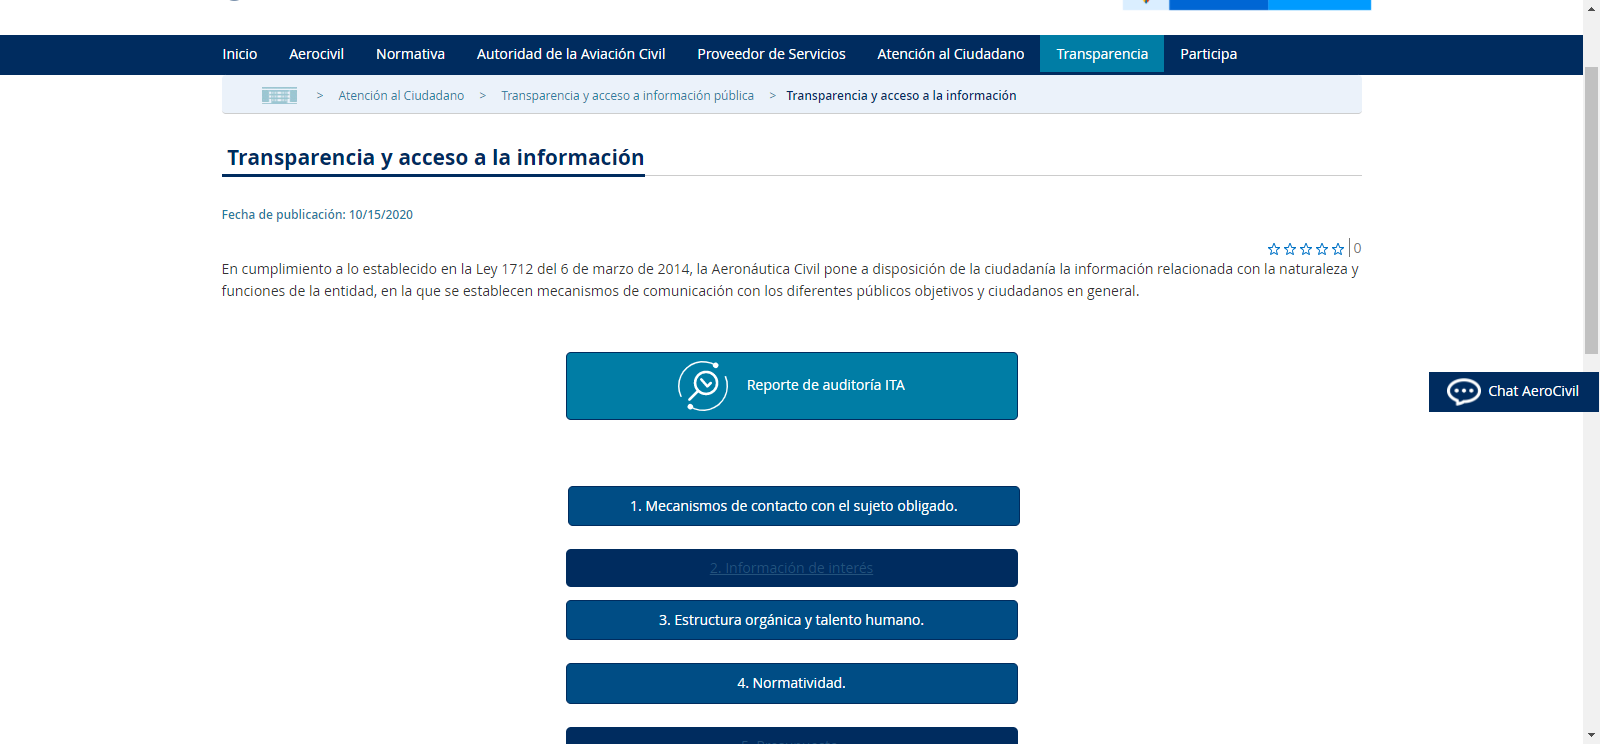 Inicio Aerocivil Normativa Autoridad de la Aviación Civil Proveedor de Servicios Atención al Ciudadano Transparencia Participa
> Atención al Ciudadano > Transparencia y acceso a información pública > Transparencia y acceso a la información
Transparencia y acceso a la información
Fecha de publicación: 10/15/2020
0
En cumplimiento a lo establecido en la Ley 1712 del 6 de marzo de 2014, la Aeronáutica Civil pone a disposición de la ciudadanía la información relacionada con la naturaleza y
funciones de la entidad, en la que se establecen mecanismos de comunicación con los diferentes públicos objetivos y ciudadanos en general.
Reporte de auditoría ITA
Chat AeroCivil
1. Mecanismos de contacto con el sujeto obligado.
2. Información de interés
3. Estructura orgánica y talento humano.
4. Normatividad.
5. Presupuesto